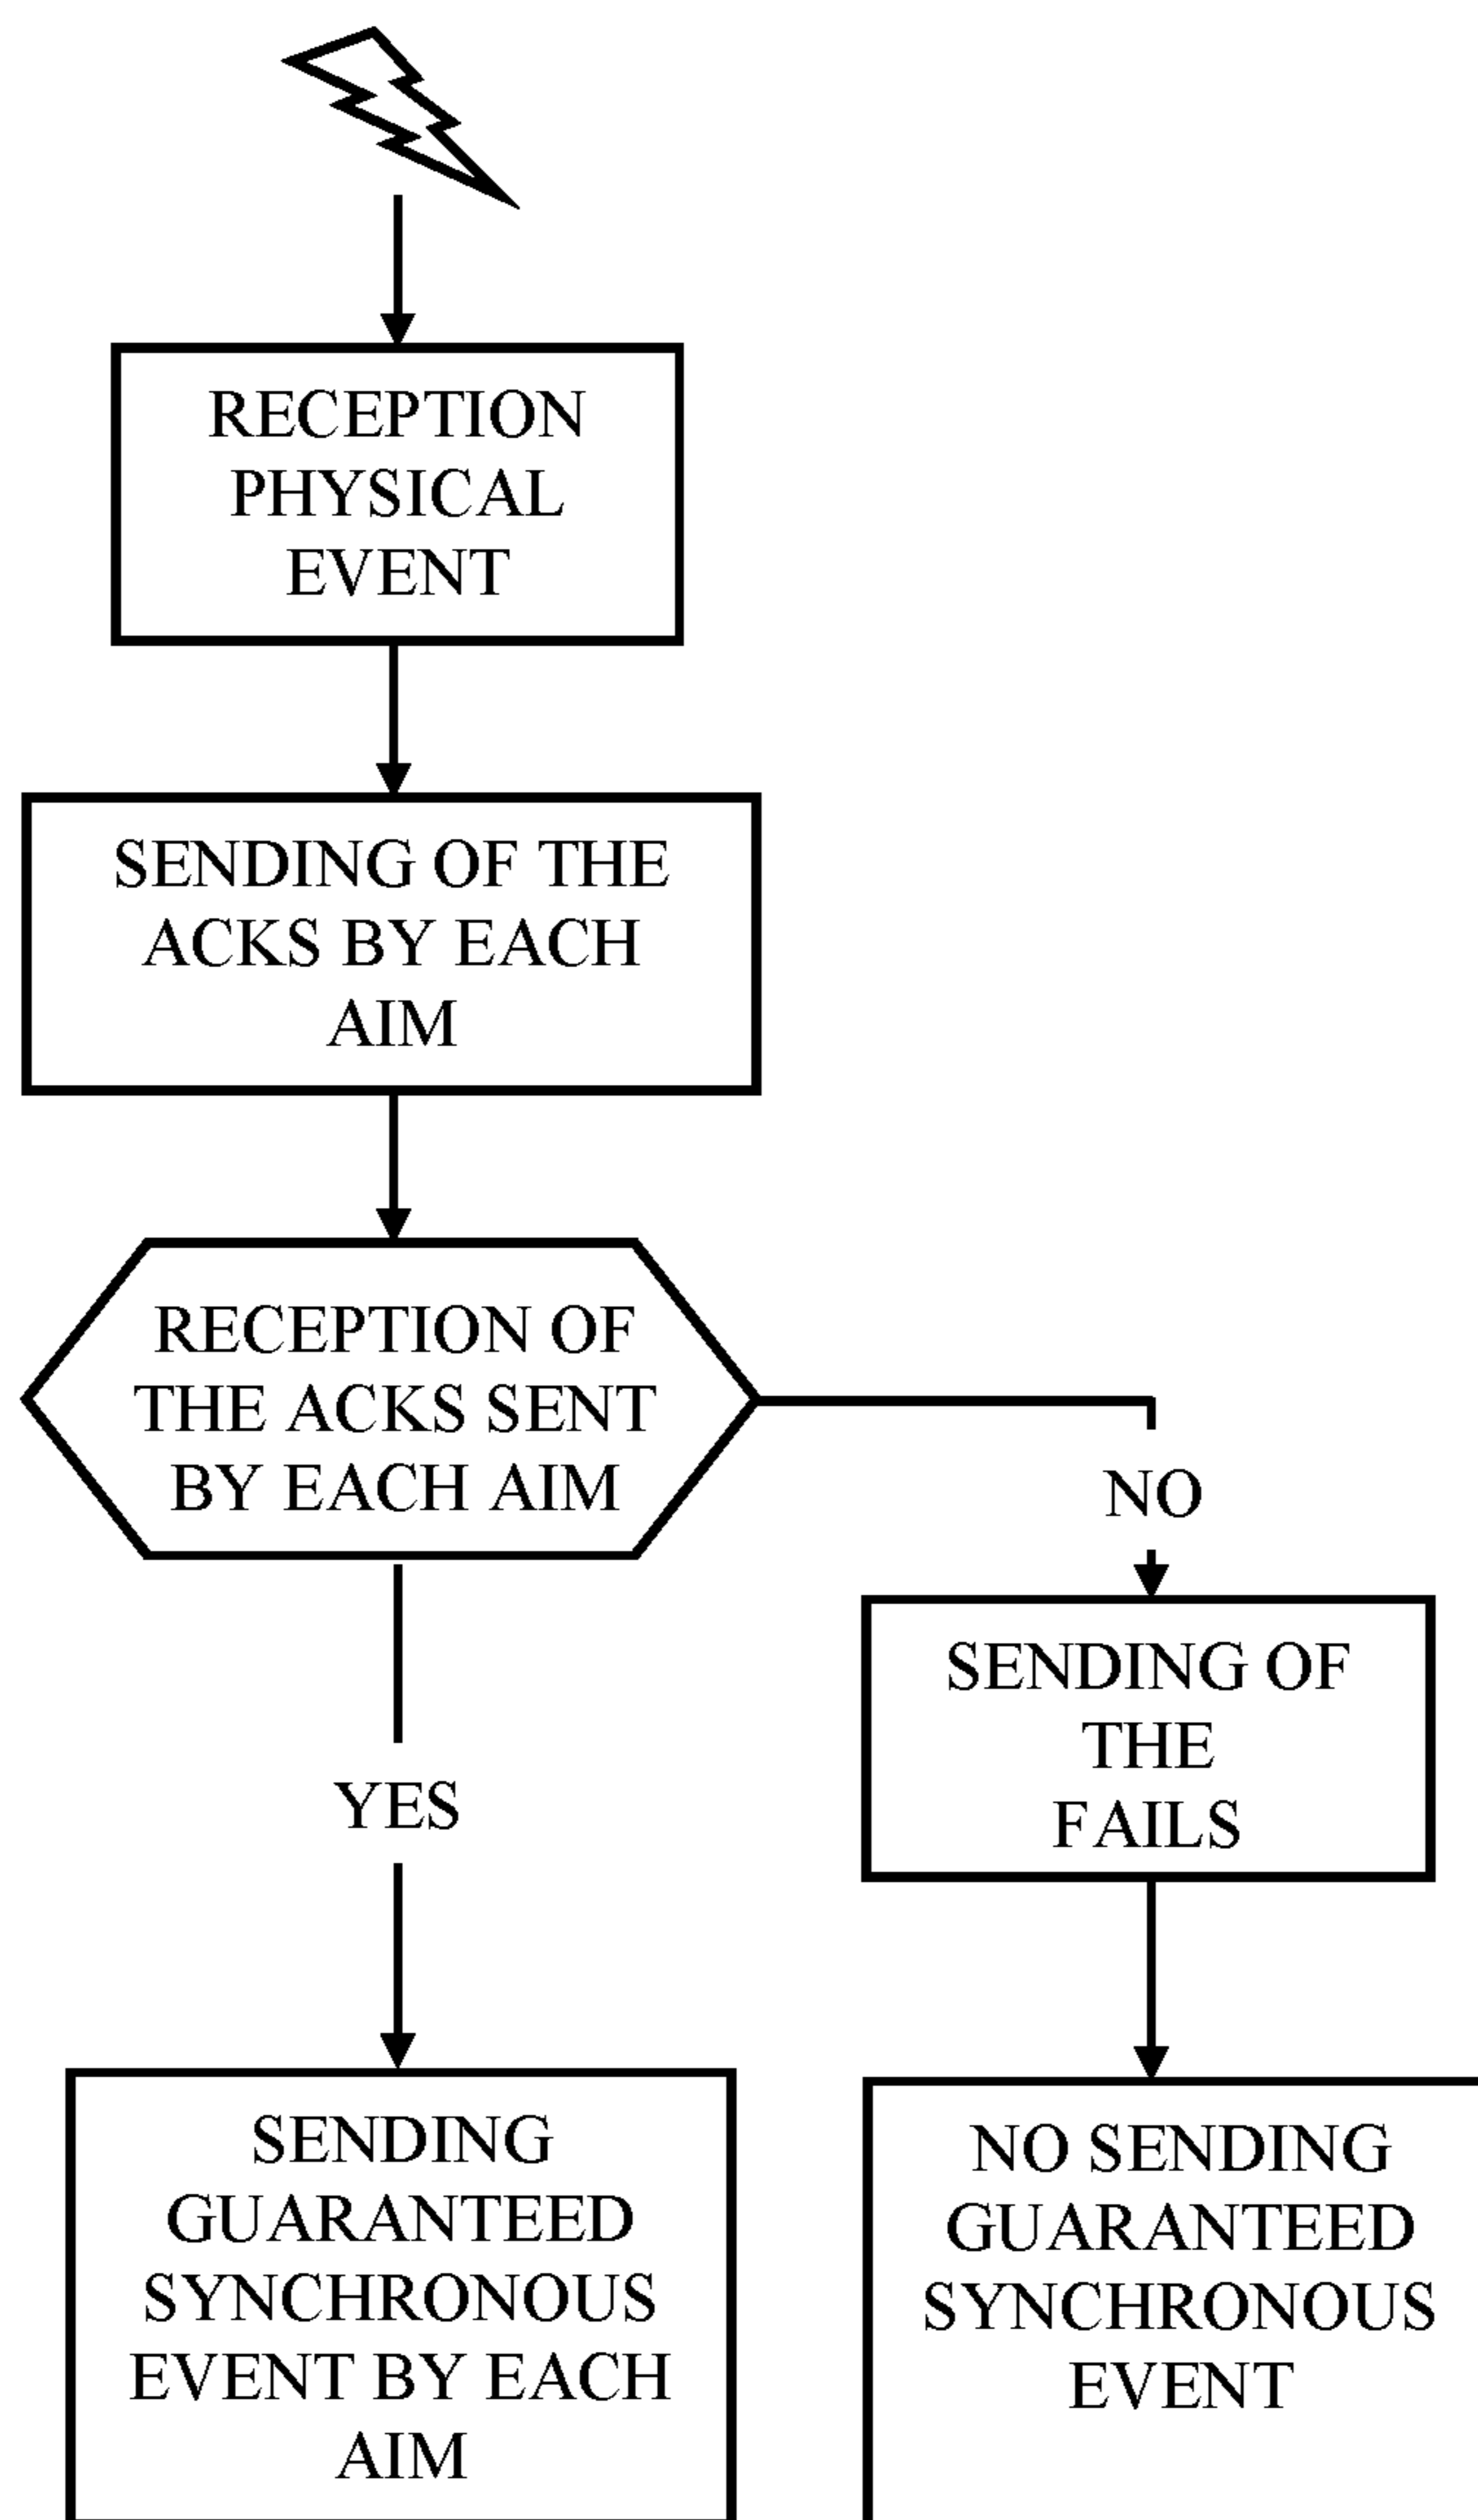 RECEPTION
PHYSICAL
EVENT
SENDING OF THE
ACKS BY EACH
AIM
RECEPTION OF
THE ACKS SENT
BY EACH AIM
NO
SENDING OF
THE
FAILS
YES
SENDING
GUARANTEED
SYNCHRONOUS
EVENT BY EACH
AIM
NO SENDING
GUARANTEED
SYNCHRONOUS
EVENT